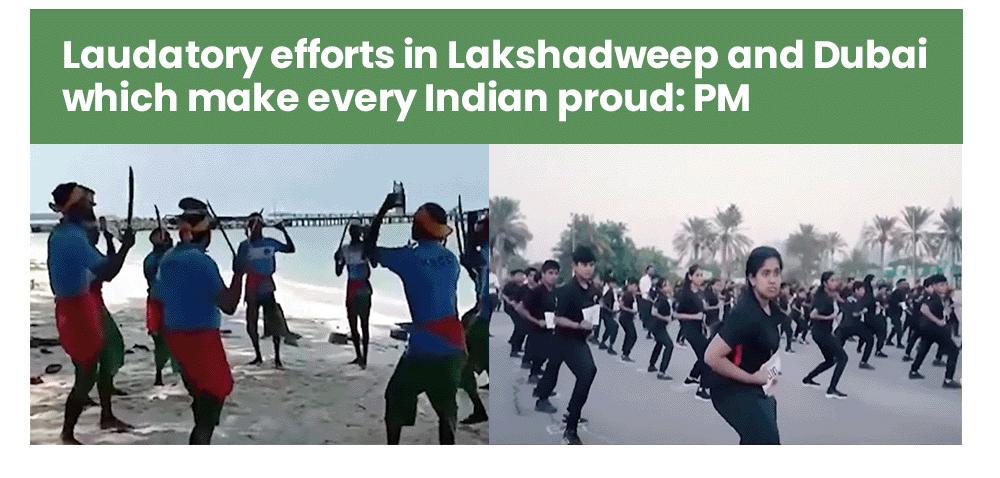 Laudatory efforts in Lakshadweep and Dubai
which make every Indian proud: PM